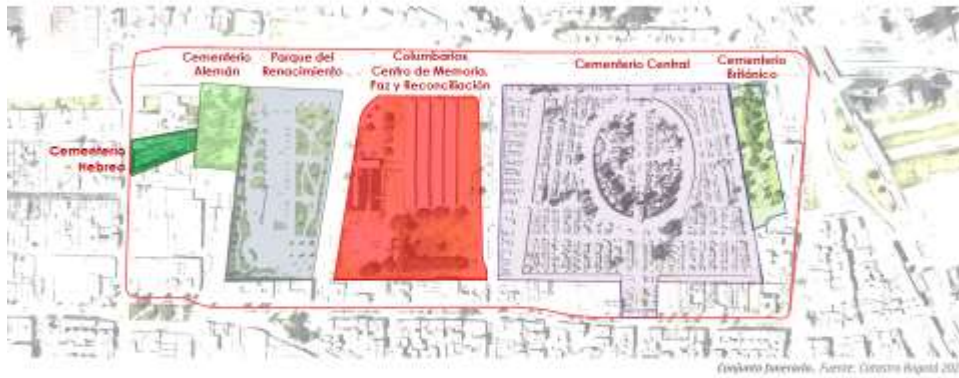 Cementerio
Alemán
Parque del
Renacimiento
Columbarios
Centro de Memoria,
Paz y Reconciliación
Cementerio Central
Cementerio
Británico
Cementerio
Hebreo
Conjunto funerario. Fuente: Catastro Bogotá 202